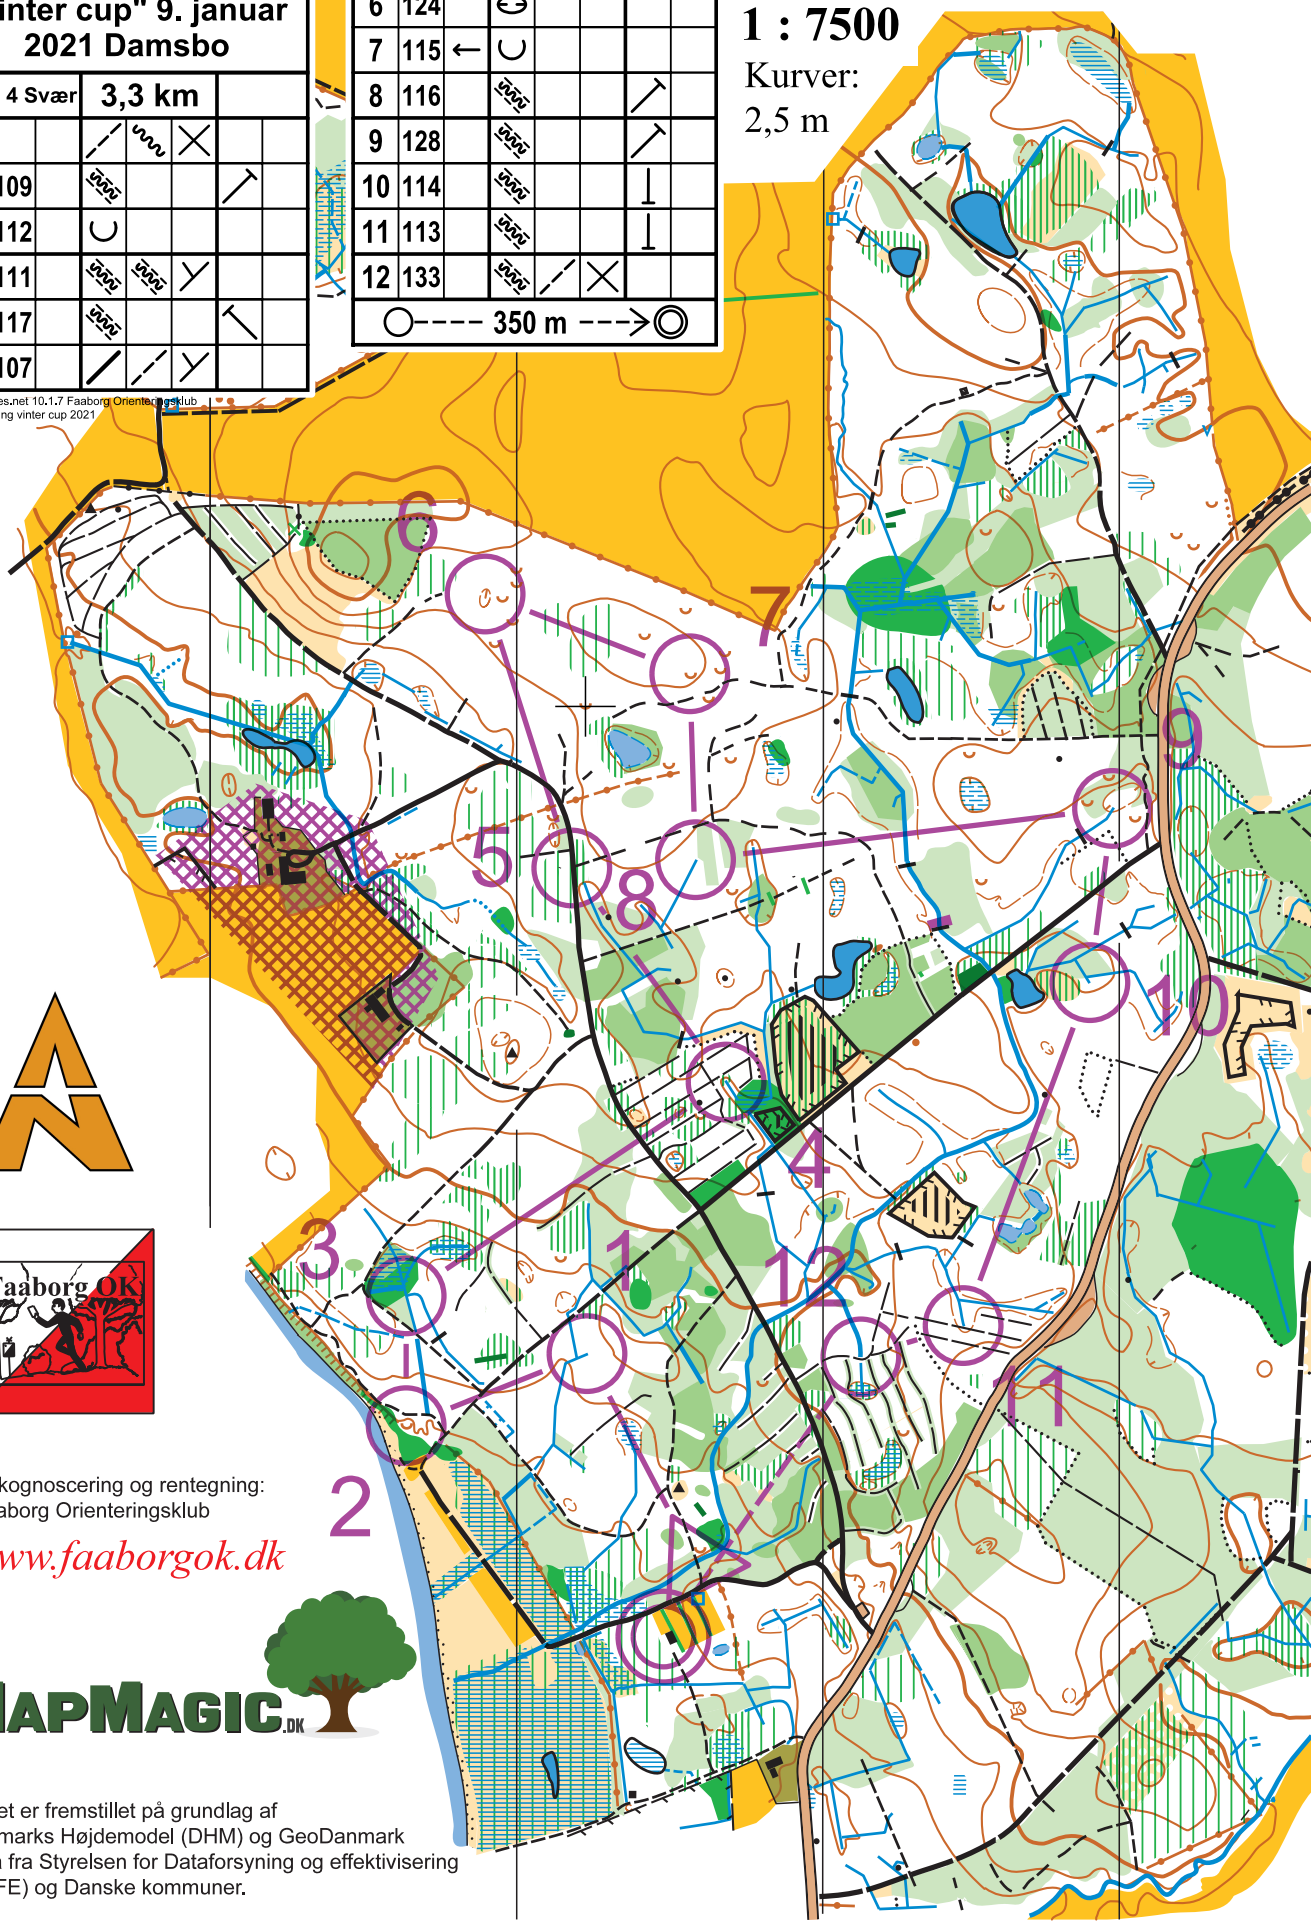 inter cup" 9. januar
2021 Damsbo
4 Svær 3,3 km
109
112
111
117
107
6 124
7 115
8 116
9 128
10 114
11 113
12 133
350 m
1 : 7500
Kurver:
2,5 m
es.net 10.1.7 Faaborg Orienteringsklub
ng vinter cup 2021
6
7
9
5
8
10
4
3
1
12
11
2
Faaborg OK
kognoscering og rentegning:
aborg Orienteringsklub
ww.faaborgok.dk
MAPMAGIC.DK
et er fremstillet på grundlag af
marks Højdemodel (DHM) og GeoDanmark
a fra Styrelsen for Dataforsyning og effektivisering
FE) og Danske kommuner.